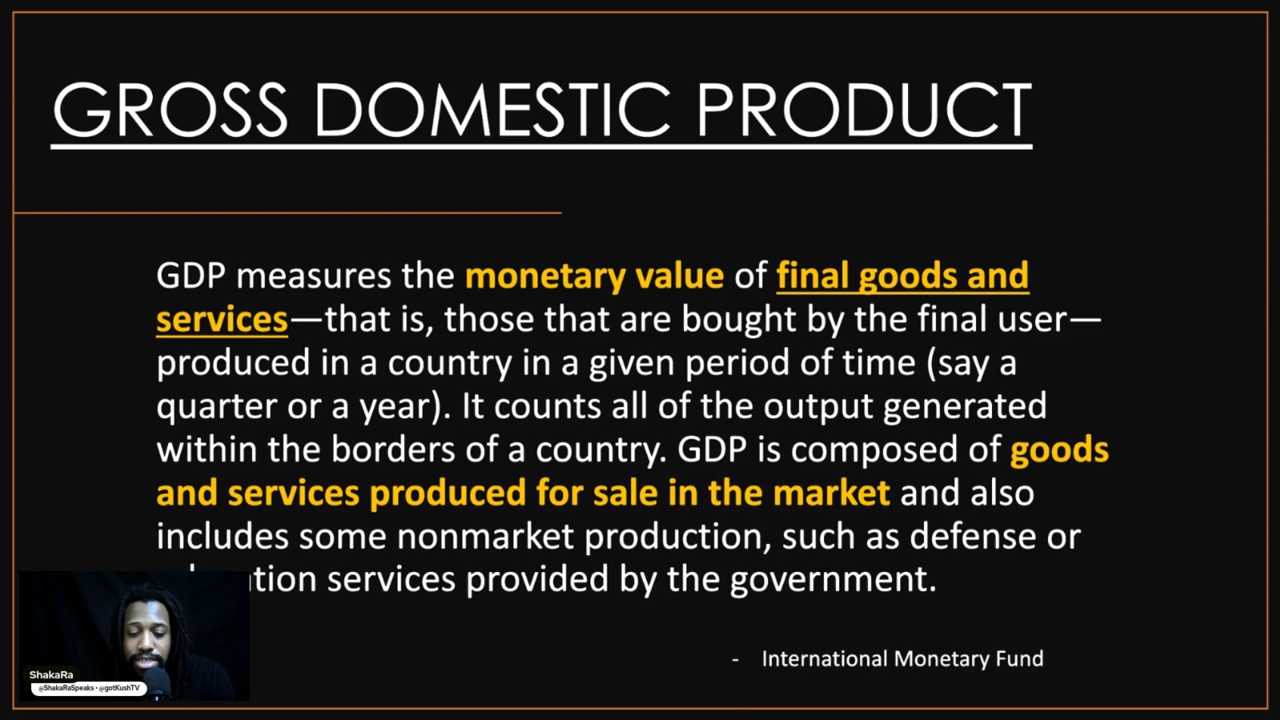 GROSS DOMESTIC PRODUCT
GDP measures the monetary value of final goods and
services—that is, those that are bought by the final user—
produced in a country in a given period of time (say a
quarter or a year). It counts all of the output generated
within the borders of a country. GDP is composed of goods
and services produced for sale in the market and also
includes some nonmarket production, such as defense or
services provided by the government.
- International Monetary Fund
ShakaRa
@ShakaRaSpeaks • @gotKushTV